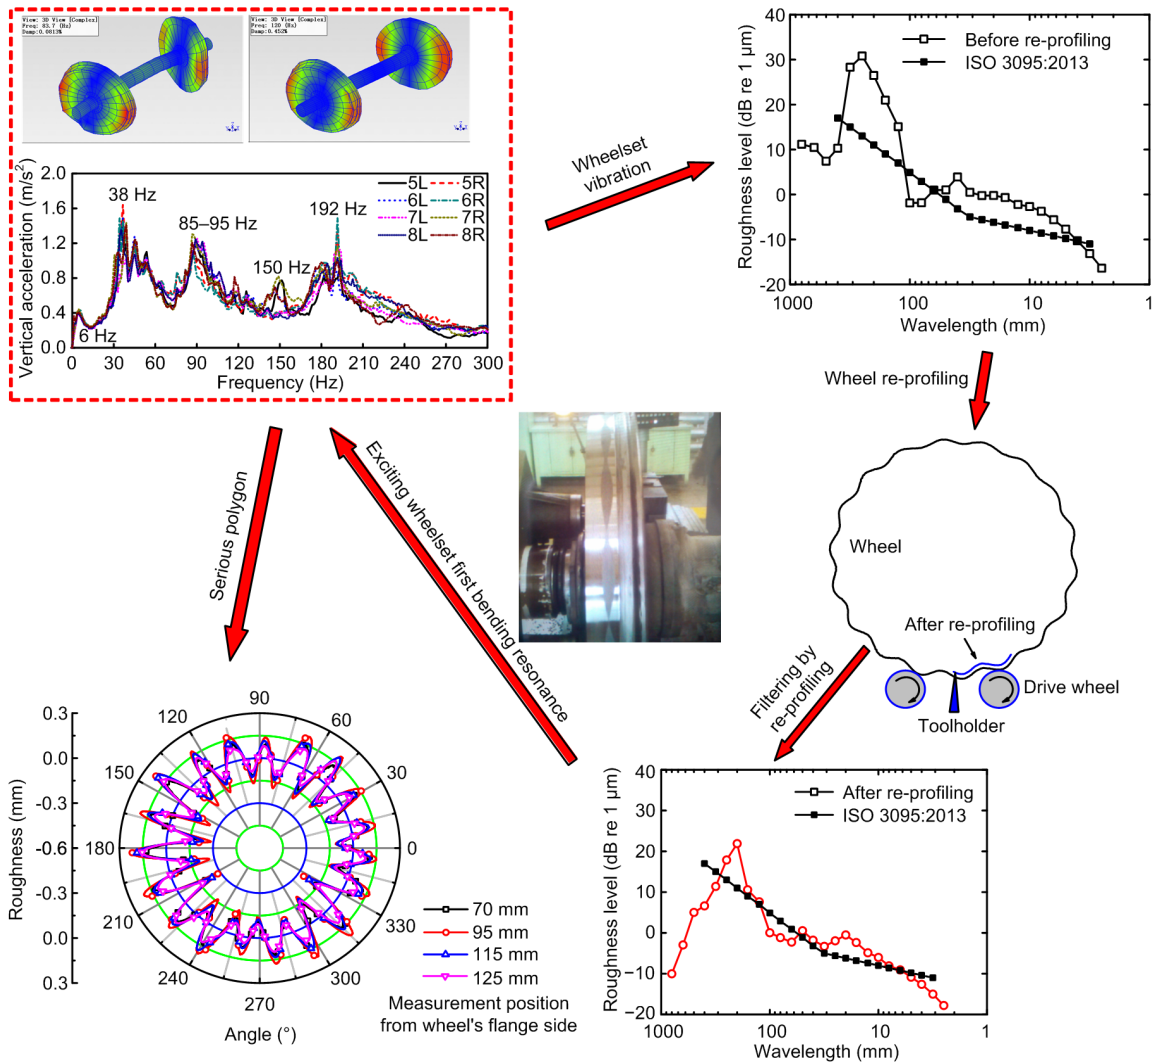 View: 3D View [Complex]
Freq: 83.7 (Hz)
Damp:0.0813%
View: 3D View [Complex]
Freq: 120 (Hz)
Damp:0.452%
Vertical acceleration (m/s²)
2.0
1.6
1.2
0.8
0.4
0.0
38 Hz
85–95 Hz
150 Hz
192 Hz
6 Hz
5L 5R
6L 6R
7L 7R
8L 8R
0 30 60 90 120 150 180 210 240 270 300
Frequency (Hz)
Wheelset
vibration
Roughness level (dB re 1 μm)
40
30
20
10
0
−10
−20
Before re-profiling
ISO 3095:2013
1000 100 10 1
Wavelength (mm)
Wheel re-profiling
Wheel
After re-profiling
Drive wheel
Toolholder
Filtering by
re-profiling
Roughness level (dB re 1 μm)
40
30
20
10
0
−10
−20
After re-profiling
ISO 3095:2013
1000 100 10 1
Wavelength (mm)
Exciting wheelset first bending resonance
Serious polygon
Roughness (mm)
0.3
0.0
-0.3
-0.6
-0.3
0.0
0.3
0
30
60
90
120
150
180
210
240
270
300
330
Angle (°)
70 mm
95 mm
115 mm
125 mm
Measurement position
from wheel's flange side